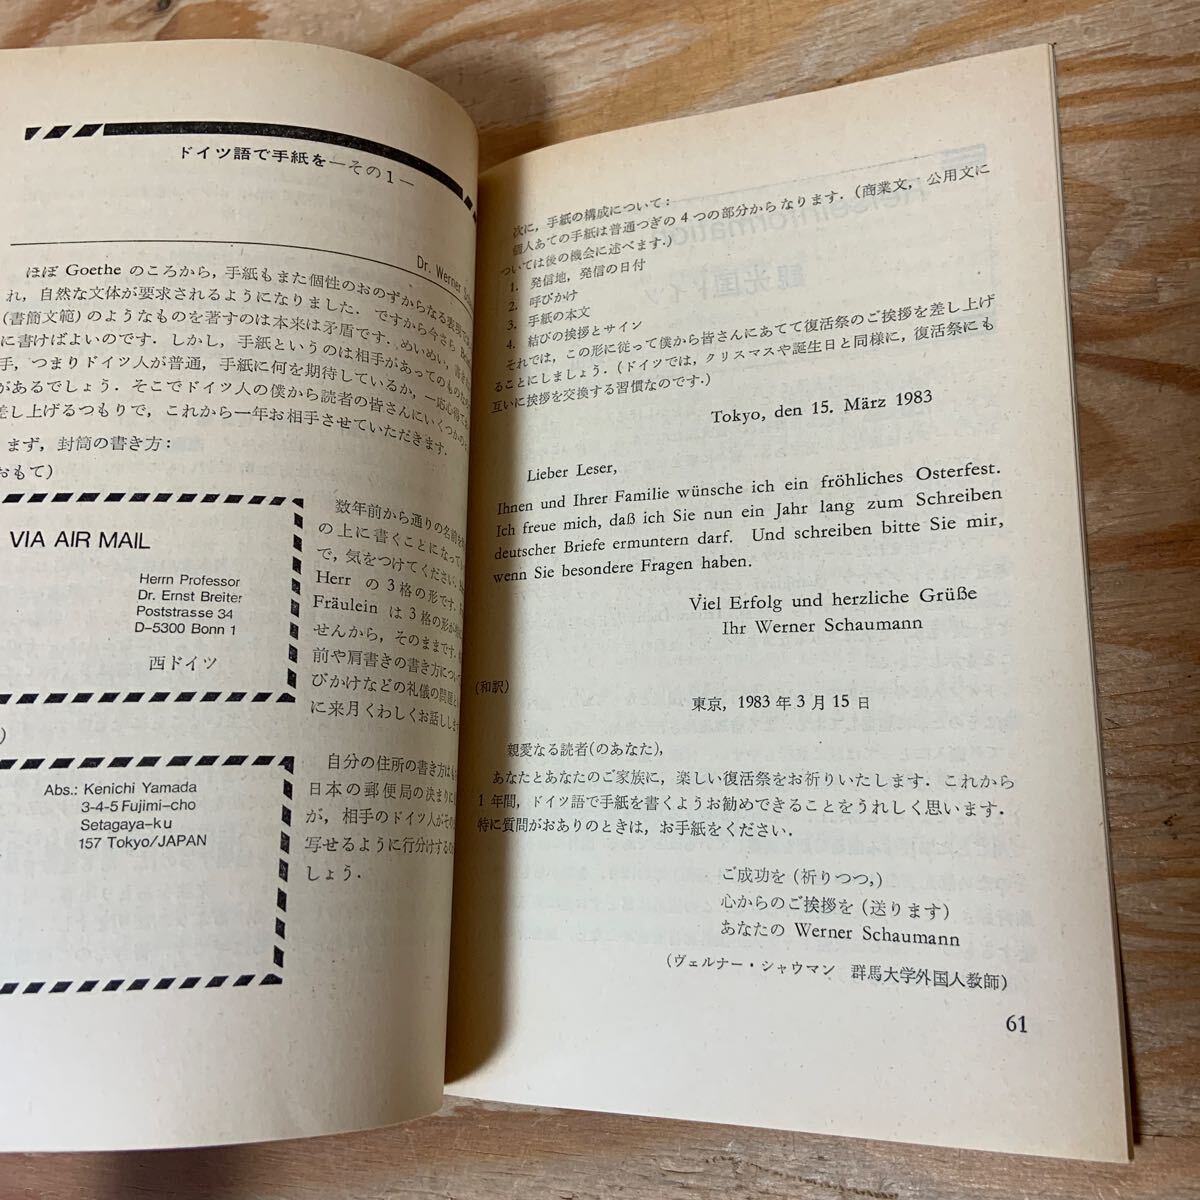 ドイツ語で手紙を—その1—
Dr. Werner
ほぼ Goethe のころから，手紙もまた個性のおのずからなる表現で
れ，自然な文体が要求されるようになりました．ですから今さら
(書簡文範)のようなものを著すのは本来は矛盾です．めいめい，書き
に書けばよいのです．しかし，手紙というのは相手があってのものだ
手，つまりドイツ人が普通，手紙に何を期待しているか，一応心得て
があるでしょう．そこでドイツ人の僕から読者の皆さんにいくつかの
差し上げるつもりで，これから一年お相手させていただきます．
まず，封筒の書き方：
おもて)
VIA AIR MAIL
Herrn Professor
Dr. Ernst Breiter
Poststrasse 34
D-5300 Bonn 1
西ドイツ
数年前から通りの名前を
の上に書くことになって
で，気をつけてください．
Herr の3格の形です．
Fräulein は3格の形が
せんから，そのままです．
前や肩書きの書き方につい
びかけなどの礼儀の問題
に来月くわしくお話しします
)
Abs.: Kenichi Yamada
3-4-5 Fujimi-cho
Setagaya-ku
157 Tokyo/JAPAN
自分の住所の書き方は
日本の郵便局の決まりに
が，相手のドイツ人がその
写せるように行分けするの
しょう．
次に，手紙の構成について：
個人あての手紙は普通つぎの4つの部分からなります．(商業文，公用文に
ついては後の機会に述べます．)
1. 発信地，発信の日付
2. 呼びかけ
3. 手紙の本文
4. 結びの挨拶とサイン
それでは，この形に従って僕から皆さんにあてて復活祭のご挨拶を差し上げ
ることにしましょう．(ドイツでは，クリスマスや誕生日と同様に，復活祭にも
互いに挨拶を交換する習慣なのです．)
Tokyo, den 15. März 1983
Lieber Leser,
Ihnen und Ihrer Familie wünsche ich ein fröhliches Osterfest.
Ich freue mich, daß ich Sie nun ein Jahr lang zum Schreiben
deutscher Briefe ermuntern darf. Und schreiben bitte Sie mir,
wenn Sie besondere Fragen haben.
Viel Erfolg und herzliche Grüße
Ihr Werner Schaumann
(和訳)
東京，1983年3月15日
親愛なる読者(のあなた)，
あなたとあなたのご家族に，楽しい復活祭をお祈りいたします．これから
1年間，ドイツ語で手紙を書くようお勧めできることをうれしく思います．
特に質問がおありのときは，お手紙をください．
ご成功を (祈りつつ，)
心からのご挨拶を (送ります)
あなたの Werner Schaumann
(ヴェルナー・シャウマン 群馬大学外国人教師)
61